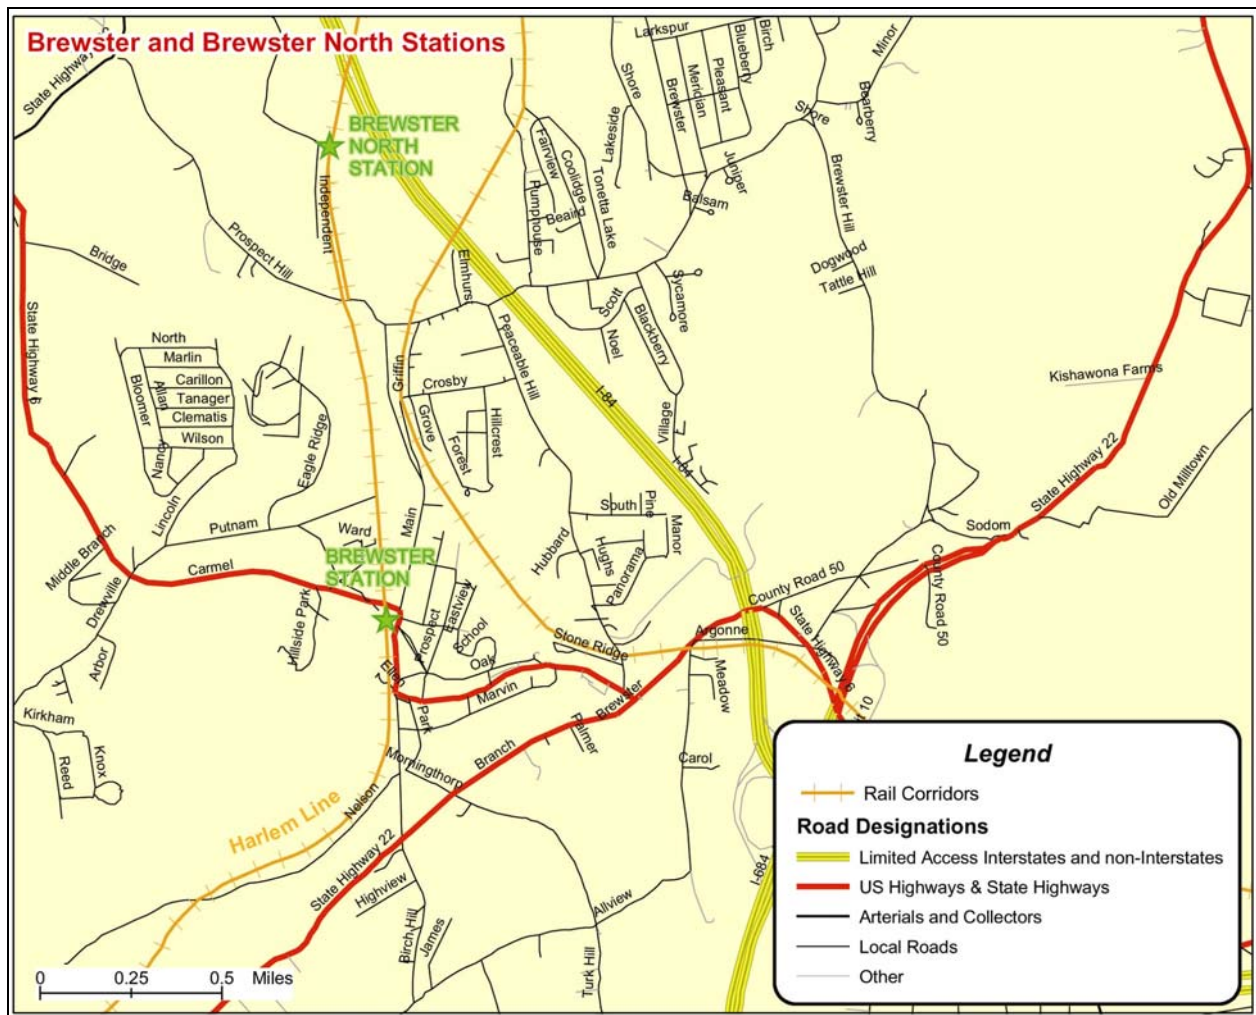 Brewster and Brewster North Stations
State Highway
BREWSTER
NORTH
STATION
Larkspur
Birch
Blueberry
Pleasant
Meridian
Brewster
Shore
Lakeside
Minor
Bearberry
Shore
Juniper
Balsam
Fairview
Coolidge
Tonetta Lake
Pumphouse
Beaird
Independent
Prospect Hill
Bridge
Elmhurst
Brewster Hill
Dogwood
Tattle Hill
Sycamore
Scott
Noel
Blackberry
Peaceable Hill
State Highway 6
North
Marlin
Carillon
Tanager
Clematis
Wilson
Bloomer
Allan
Nancy
Lincoln
Eagle Ridge
Griffin
Crosby
Grove
Forest
Hillcrest
I-84
I-84
Village
Kishawona Farms
State Highway 22
Old Milltown
Sodom
Putnam
Ward
Main
BREWSTER
STATION
Middle Branch
Carmel
Drewville
Hillside Park
Arbor
Hubbard
South
Pine
Manor
Hughs
Panorama
County Road 50
County Road 50
State Highway 6
Argonne
Prospect
Eastview
School
Stone Ridge
Oak
Ellen
Marvin
Park
Brewster
Palmer
Meadow
Branch
Carol
Morningthorp
Kirkham
Reed
Knox
Harlem Line
Nelson
State Highway 22
Highview
Birch Hill
James
Allview
Turk Hill
I-684
Legend
Rail Corridors
Road Designations
Limited Access Interstates and non-Interstates
US Highways & State Highways
Arterials and Collectors
Local Roads
Other
0 0.25 0.5 Miles